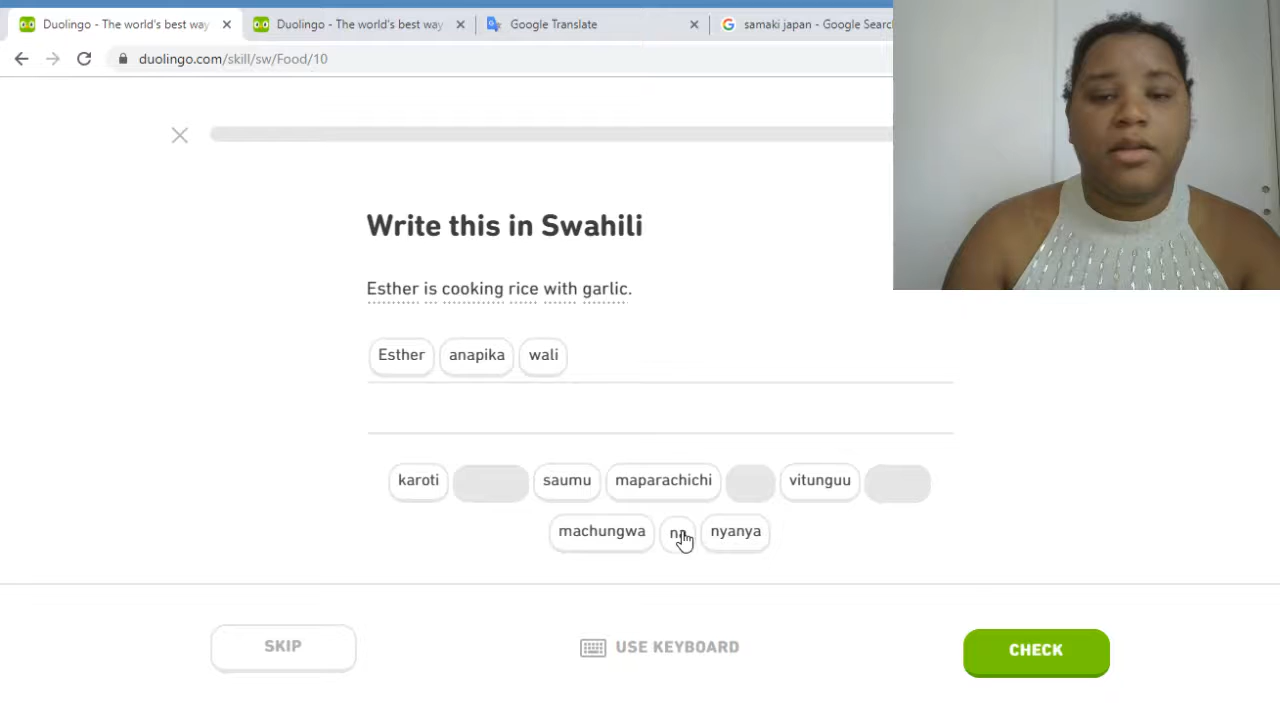 Duolingo - The world's best way
Duolingo - The world's best way
Google Translate
samaki japan - Google Searc
duolingo.com/skill/sw/Food/10
Write this in Swahili
Esther is cooking rice with garlic.
Esther anapika wali
karoti saumu maparachichi vitunguu
machungwa na nyanya
SKIP
USE KEYBOARD
CHECK